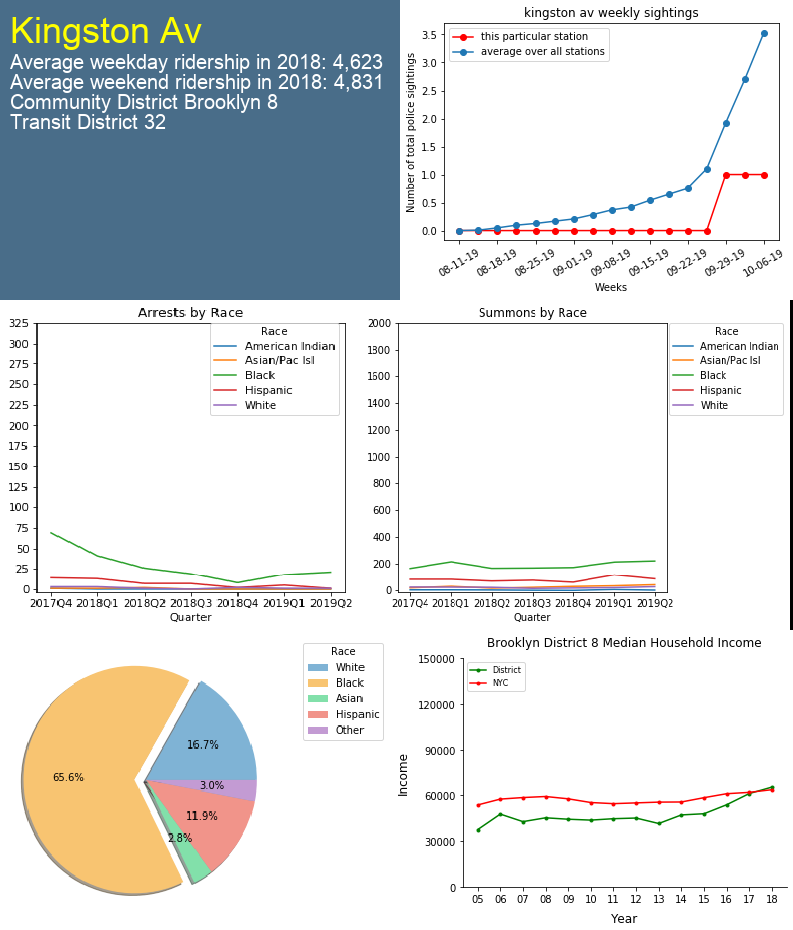 Kingston Av
Average weekday ridership in 2018: 4,623
Average weekend ridership in 2018: 4,831
Community District Brooklyn 8
Transit District 32
kingston av weekly sightings
this particular station
average over all stations
Number of total police sightings
3.5
3.0
2.5
2.0
1.5
1.0
0.5
0.0
08-11-19 08-18-19 08-25-19 09-01-19 09-08-19 09-15-19 09-22-19 09-29-19 10-06-19
Weeks
Arrests by Race
Race
American Indian
Asian/Pac Isl
Black
Hispanic
White
325
300
275
250
225
200
175
150
125
100
75
50
25
0
2017Q4 2018Q1 2018Q2 2018Q3 2018Q4 2019Q1 2019Q2
Quarter
Summons by Race
Race
American Indian
Asian/Pac Isl
Black
Hispanic
White
2000
1800
1600
1400
1200
1000
800
600
400
200
0
2017Q4 2018Q1 2018Q2 2018Q3 2018Q4 2019Q1 2019Q2
Quarter
Race
White
Black
Asian
Hispanic
Other
16.7%
65.6%
3.0%
11.9%
2.8%
Brooklyn District 8 Median Household Income
District
NYC
Income
150000
120000
90000
60000
30000
0
05 06 07 08 09 10 11 12 13 14 15 16 17 18
Year